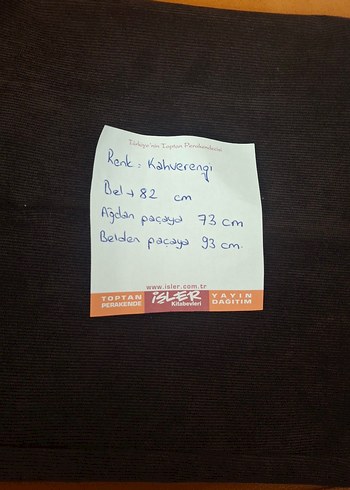 Türkiye'nin Toptan Perakendecisi
Renk: Kahverengi
Bel → 82 cm
Ağdan paçaya 73 cm
Belden paçaya 93 cm.
www.isler.com.tr
TOPTAN PERAKENDE
İŞLER Kitabevleri
YAYIN DAĞITIM